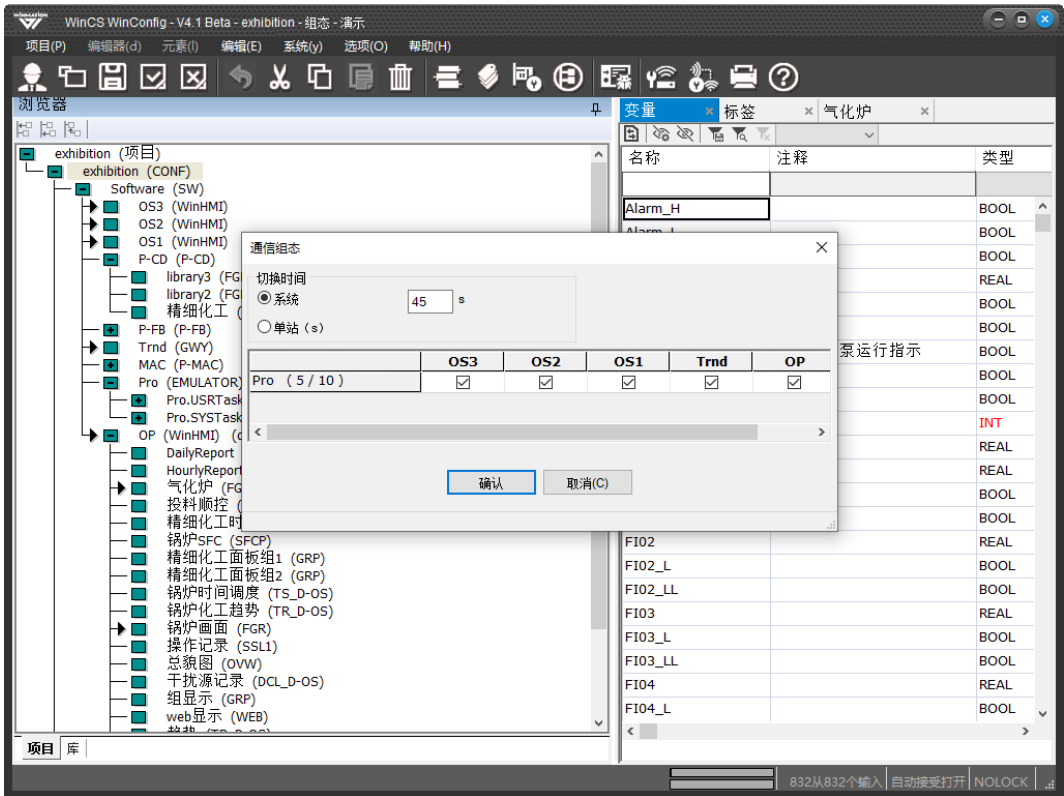 WinCS WinConfig - V4.1 Beta - exhibition - 组态 - 演示
项目(P) 编辑器(d) 元素(I) 编辑(E) 系统(y) 选项(O) 帮助(H)
浏览器
exhibition (项目)
exhibition (CONF)
Software (SW)
OS3 (WinHMI)
OS2 (WinHMI)
OS1 (WinHMI)
P-CD (P-CD)
library3 (FG
library2 (FG
精细化工 (
P-FB (P-FB)
Trnd (GWY)
MAC (P-MAC)
Pro (EMULATOR)
Pro.USRTask
Pro.SYSTask
OP (WinHMI)
DailyReport
HourlyReport
气化炉 (FG
投料顺控 (
精细化工时
锅炉SFC (SFCP)
精细化工面板组1 (GRP)
精细化工面板组2 (GRP)
锅炉时间调度 (TS_D-OS)
锅炉化工趋势 (TR_D-OS)
锅炉画面 (FGR)
操作记录 (SSL1)
总貌图 (OVW)
干扰源记录 (DCL_D-OS)
组显示 (GRP)
web显示 (WEB)
趋势 (TR_D-OS)
项目 库
通信组态
切换时间
系统 45 s
单站 (s)
OS3 OS2 OS1 Trnd OP
Pro (5/10)
确认 取消(C)
变量 标签 气化炉
名称 注释 类型
Alarm_H BOOL
Alarm_L BOOL
BOOL
REAL
BOOL
BOOL
泵运行指示 BOOL
BOOL
BOOL
INT
REAL
REAL
BOOL
BOOL
FI02 REAL
FI02_L BOOL
FI02_LL BOOL
FI03 REAL
FI03_L BOOL
FI03_LL BOOL
FI04 REAL
FI04_L BOOL
832从832个输入 自动接受打开 NOLOCK